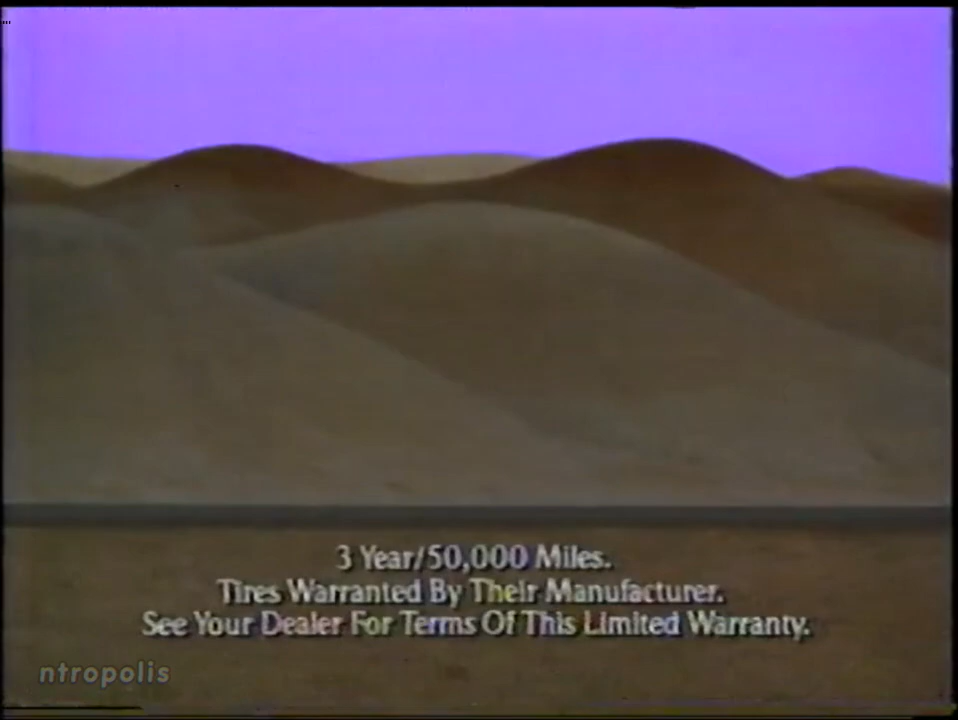 3 Year/50,000 Miles.
Tires Warranted By Their Manufacturer.
See Your Dealer For Terms Of This Limited Warranty.
ntropolis